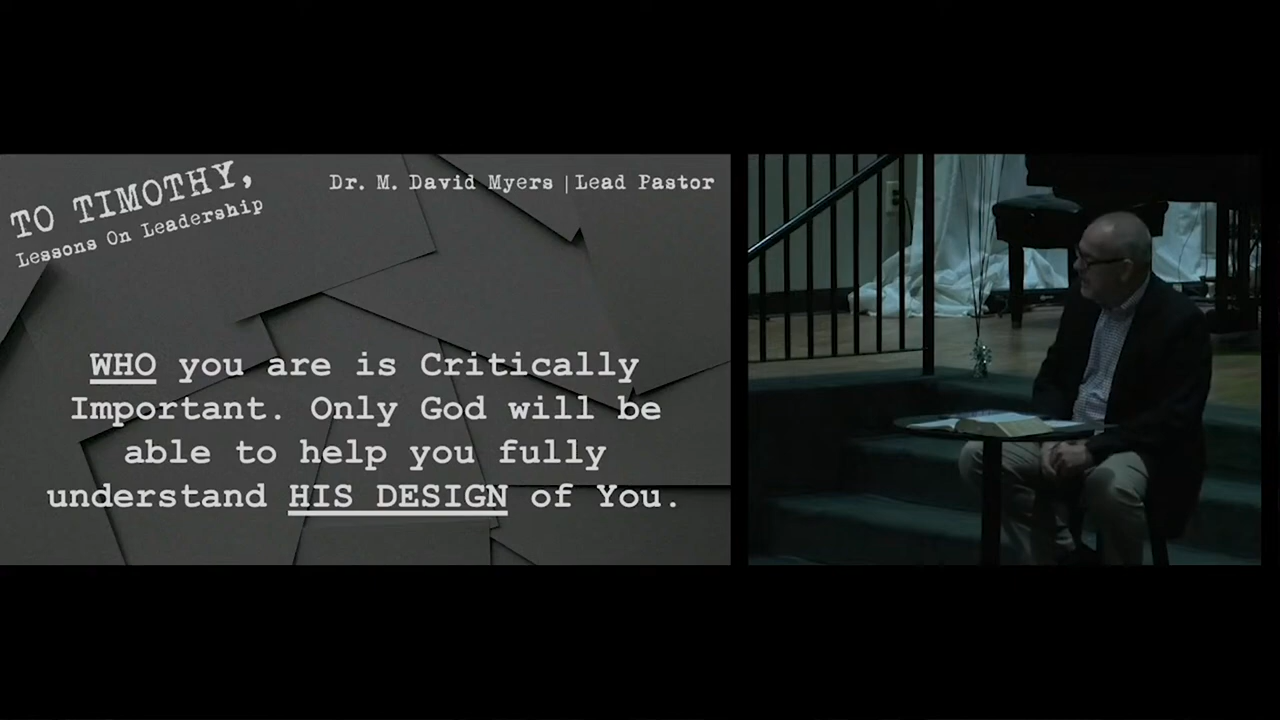 TO TIMOTHY,
Lessons On Leadership
Dr. M. David Myers | Lead Pastor
WHO you are is Critically
Important. Only God will be
able to help you fully
understand HIS DESIGN of You.